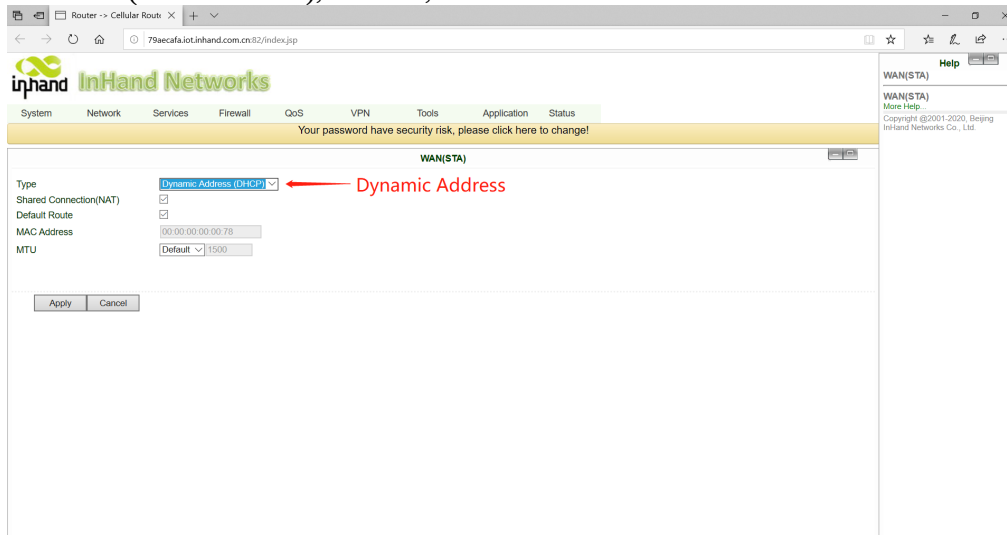 Router -> Cellular Route
79aecafa.iot.inhand.com.cn:82/index.jsp
inhand InHand Networks
System Network Services Firewall QoS VPN Tools Application Status
Your password have security risk, please click here to change!
WAN(STA)
Type Dynamic Address (DHCP) Dynamic Address
Shared Connection(NAT)
Default Route
MAC Address 00:00:00:00:00:78
MTU Default 1500
Apply Cancel
Help
WAN(STA)
WAN(STA)
More Help...
Copyright @2001-2020, Beijing
InHand Networks Co., Ltd.